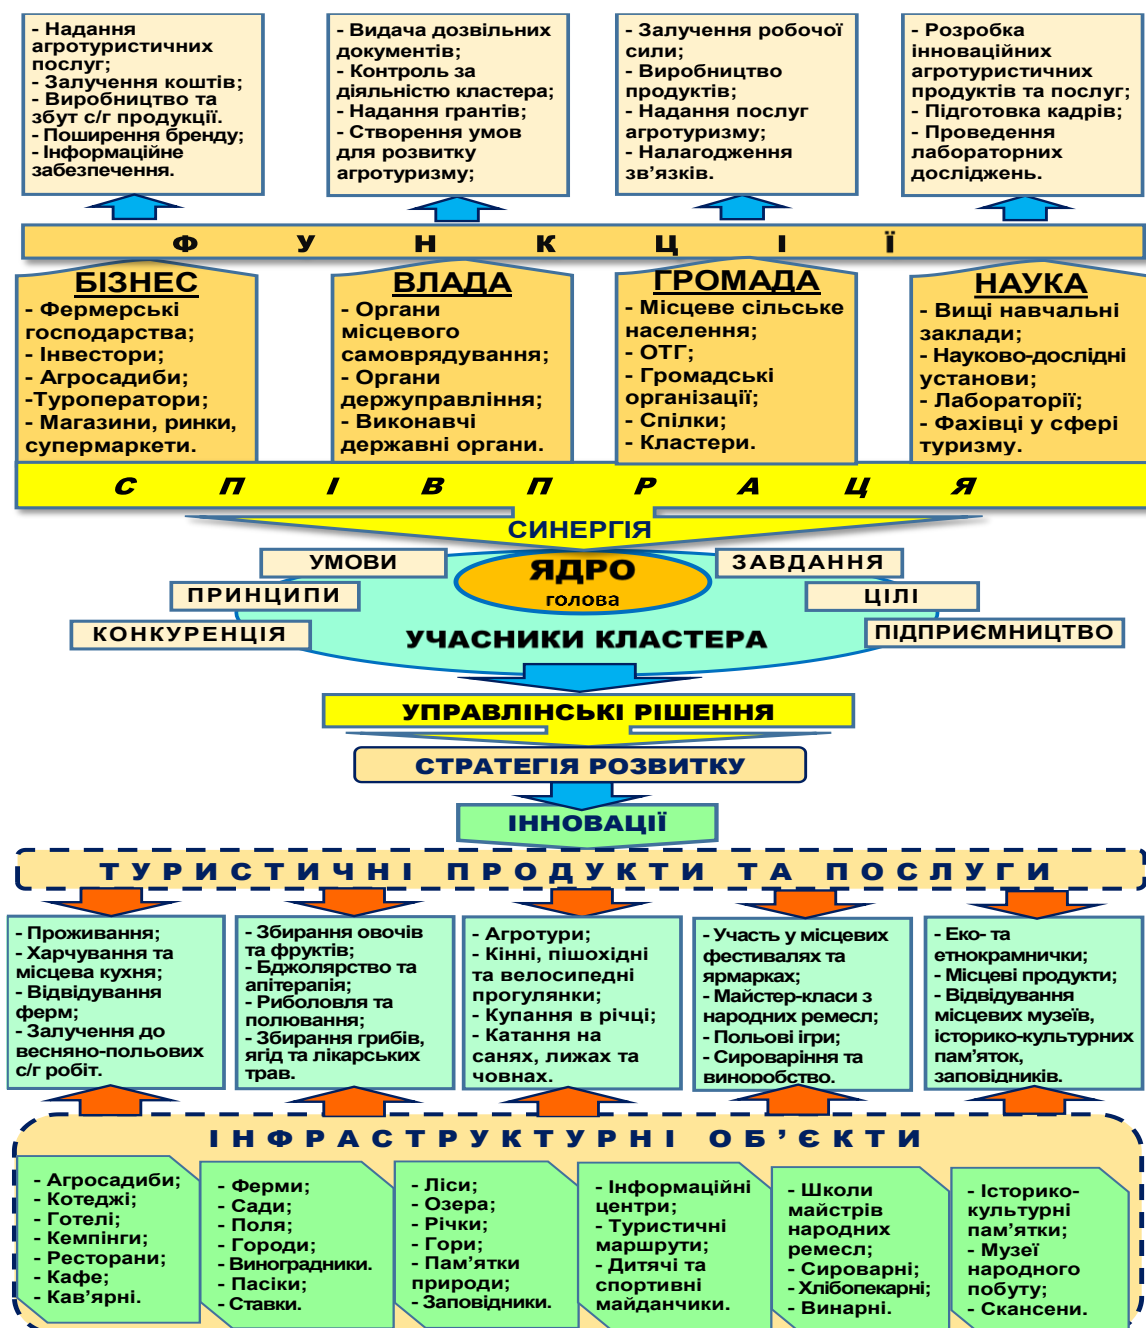 - Надання
агротуристичних
послуг;
- Залучення коштів;
- Виробництво та
збут с/г продукції.
- Поширення бренду;
- Інформаційне
забезпечення.
- Видача дозвільних
документів;
- Контроль за
діяльністю кластера;
- Надання грантів;
- Створення умов
для розвитку
агротуризму;
- Залучення робочої
сили;
- Виробництво
продуктів;
- Надання послуг
агротуризму;
- Налагодження
зв’язків.
- Розробка
інноваційних
агротуристичних
продуктів та послуг;
- Підготовка кадрів;
- Проведення
лабораторних
досліджень.
Ф У Н К Ц І Ї
БІЗНЕС
- Фермерські
господарства;
- Інвестори;
- Агросадиби;
-Туроператори;
- Магазини, ринки,
супермаркети.
ВЛАДА
- Органи
місцевого
самоврядування;
- Органи
держуправління;
- Виконавчі
державні органи.
ГРОМАДА
- Місцеве сільське
населення;
- ОТГ;
- Громадські
організації;
- Спілки;
- Кластери.
НАУКА
- Вищі навчальні
заклади;
- Науково-дослідні
установи;
- Лабораторії;
- Фахівці у сфері
туризму.
С П І В П Р А Ц Я
СИНЕРГІЯ
УМОВИ
ЯДРО
голова
ЗАВДАННЯ
ПРИНЦИПИ
ЦІЛІ
КОНКУРЕНЦІЯ
УЧАСНИКИ КЛАСТЕРА
ПІДПРИЄМНИЦТВО
УПРАВЛІНСЬКІ РІШЕННЯ
СТРАТЕГІЯ РОЗВИТКУ
ІННОВАЦІЇ
ТУРИСТИЧНІ ПРОДУКТИ ТА ПОСЛУГИ
- Проживання;
- Харчування та
місцева кухня;
- Відвідування
ферм;
- Залучення до
весняно-польових
с/г робіт.
- Збирання овочів
та фруктів;
- Бджолярство та
апітерапія;
- Риболовля та
полювання;
- Збирання грибів,
ягід та лікарських
трав.
- Агротури;
- Кінні, пішохідні
та велосипедні
прогулянки;
- Купання в річці;
- Катання на
санях, лижах та
човнах.
- Участь у місцевих
фестивалях та
ярмарках;
- Майстер-класи з
народних ремесл;
- Польові ігри;
- Сироваріння та
виноробство.
- Еко- та
етнокрамнички;
- Місцеві продукти;
- Відвідування
місцевих музеїв,
історико-культурних
пам’яток,
заповідників.
ІНФРАСТРУКТУРНІ ОБ’ЄКТИ
- Агросадиби;
- Котеджі;
- Готелі;
- Кемпінги;
- Ресторани;
- Кафе;
- Кав’ярні.
- Ферми;
- Сади;
- Поля;
- Городи;
- Виноградники.
- Пасіки;
- Ставки.
- Ліси;
- Озера;
- Річки;
- Гори;
- Пам’ятки
природи;
- Заповідники.
- Інформаційні
центри;
- Туристичні
маршрути;
- Дитячі та
спортивні
майданчики.
- Школи
майстрів
народних
ремесл;
- Сироварні;
- Хлібопекарні;
- Винарні.
- Історико-
культурні
пам’ятки;
- Музеї
народного
побуту;
- Скансени.